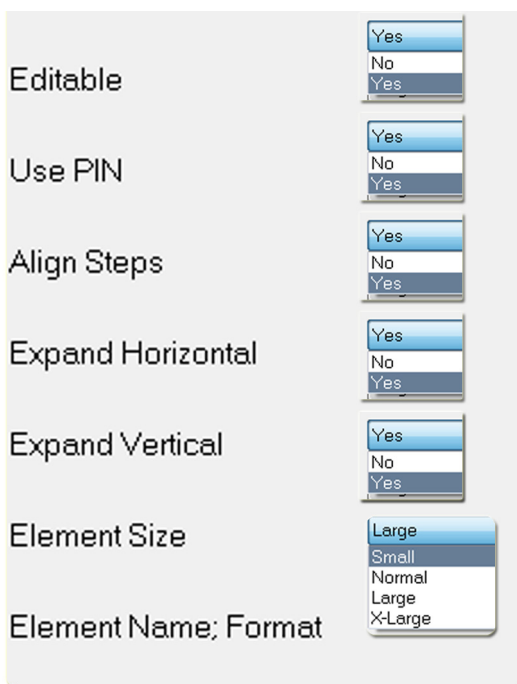 Yes
No
Editable Yes
Yes
Use PIN No
Yes
Yes
Align Steps No
Yes
Yes
Expand Horizontal No
Yes
Yes
Expand Vertical No
Yes
Element Size Large
Small
Normal
Large
Element Name; Format X-Large